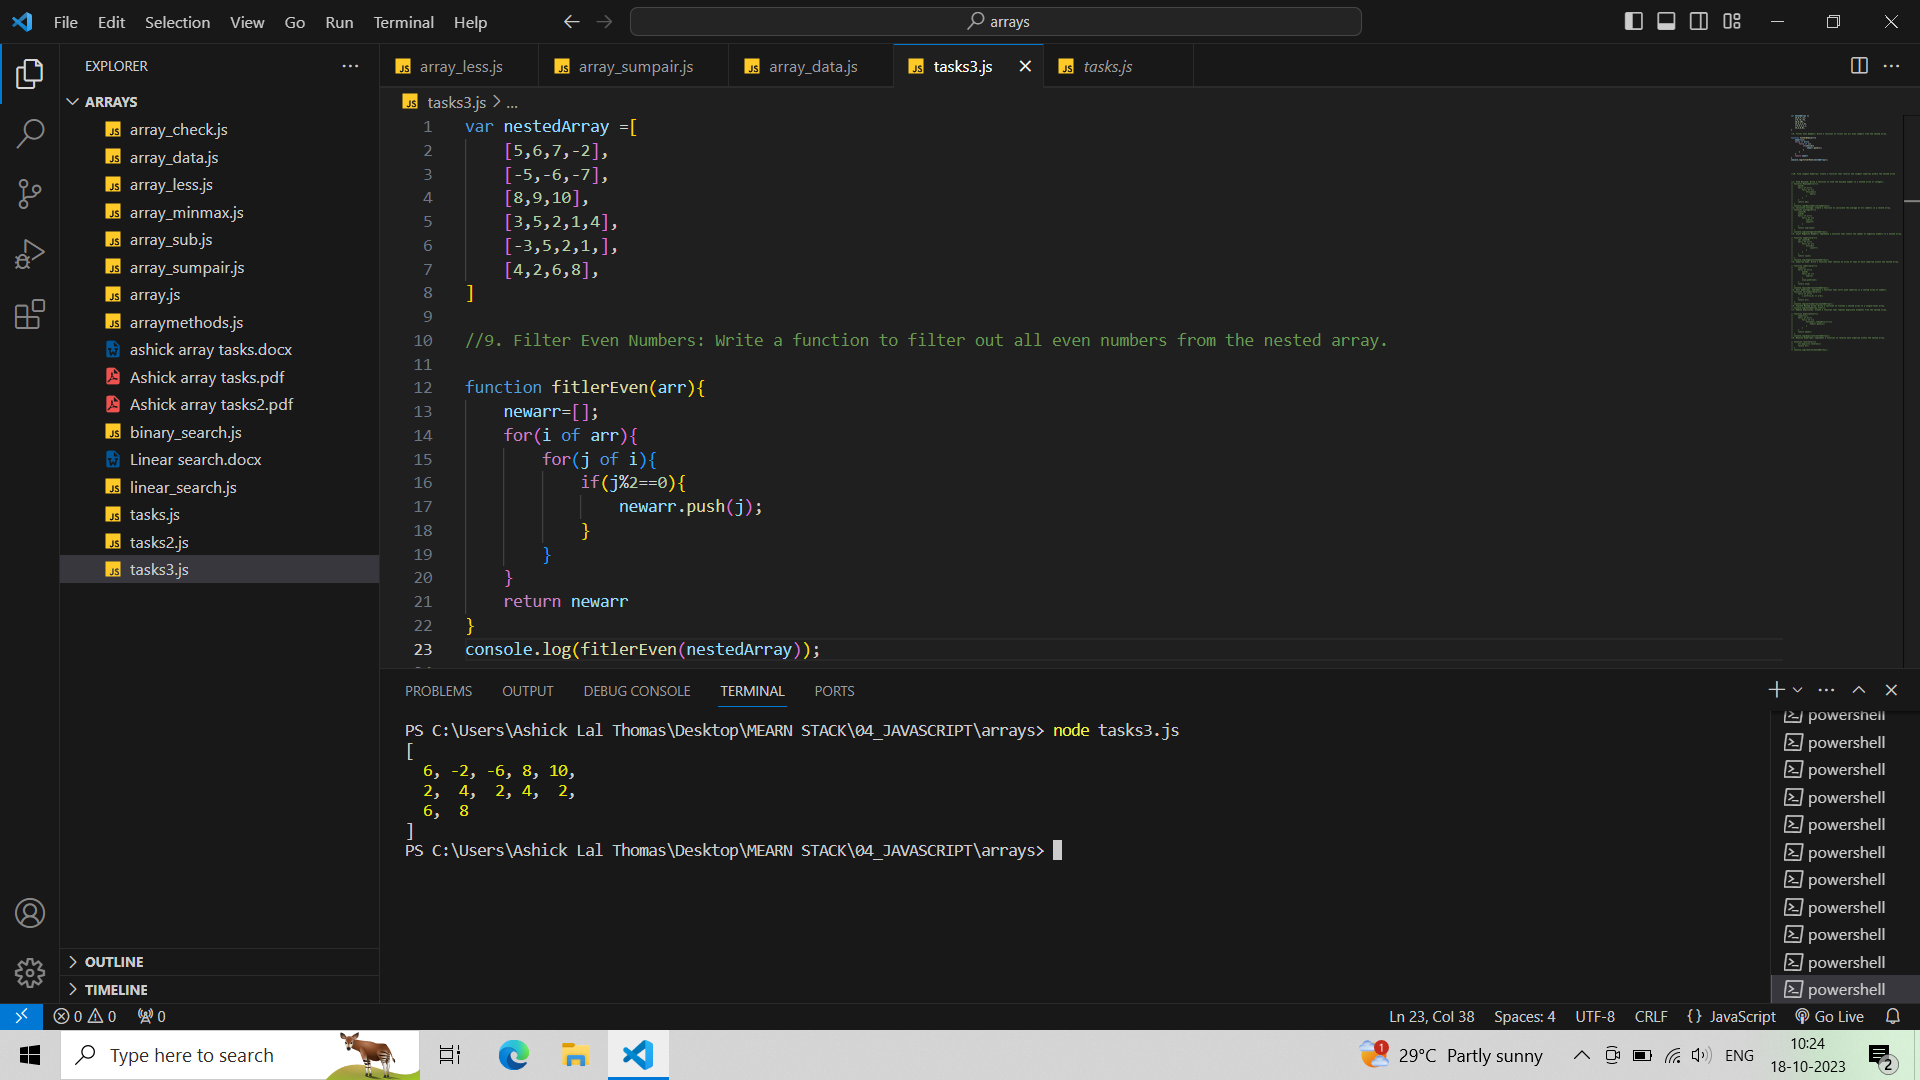 File Edit Selection View Go Run Terminal Help
arrays
EXPLORER
ARRAYS
array_check.js
array_data.js
array_less.js
array_minmax.js
array_sub.js
array_sumpair.js
array.js
arraymethods.js
ashick array tasks.docx
Ashick array tasks.pdf
Ashick array tasks2.pdf
binary_search.js
Linear search.docx
linear_search.js
tasks.js
tasks2.js
tasks3.js
OUTLINE
TIMELINE
array_less.js array_sumpair.js array_data.js tasks3.js tasks.js
tasks3.js > ...
1 var nestedArray =[
2 [5,6,7,-2],
3 [-5,-6,-7],
4 [8,9,10],
5 [3,5,2,1,4],
6 [-3,5,2,1,],
7 [4,2,6,8],
8 ]
9
10 //9. Filter Even Numbers: Write a function to filter out all even numbers from the nested array.
11
12 function fitlerEven(arr){
13 newarr=[];
14 for(i of arr){
15 for(j of i){
16 if(j%2==0){
17 newarr.push(j);
18 }
19 }
20 }
21 return newarr
22 }
23 console.log(fitlerEven(nestedArray));
PROBLEMS OUTPUT DEBUG CONSOLE TERMINAL PORTS
PS C:\Users\Ashick Lal Thomas\Desktop\MEARN STACK\04_JAVASCRIPT\arrays> node tasks3.js
[
6, -2, -6, 8, 10,
2, 4, 2, 4, 2,
6, 8
]
PS C:\Users\Ashick Lal Thomas\Desktop\MEARN STACK\04_JAVASCRIPT\arrays>
powershell
powershell
powershell
powershell
powershell
powershell
powershell
powershell
powershell
powershell
powershell
0 0 0
Ln 23, Col 38 Spaces: 4 UTF-8 CRLF {} JavaScript Go Live
Type here to search
1 29°C Partly sunny ENG
10:24
18-10-2023
2